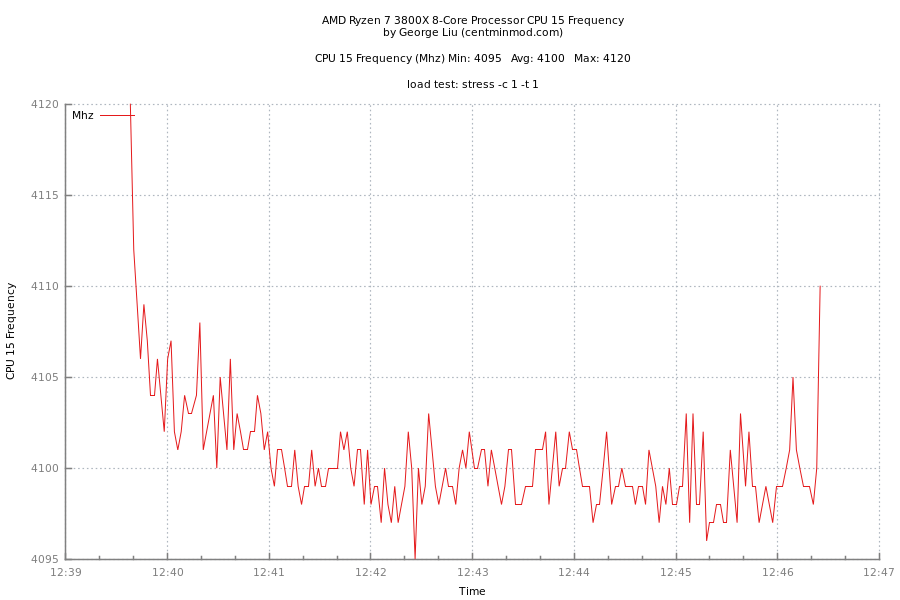 AMD Ryzen 7 3800X 8-Core Processor CPU 15 Frequency
by George Liu (centminmod.com)
CPU 15 Frequency (Mhz) Min: 4095 Avg: 4100 Max: 4120
load test: stress -c 1 -t 1
4120
Mhz
4115
4110
4105
4100
4095
CPU 15 Frequency
12:39 12:40 12:41 12:42 12:43 12:44 12:45 12:46 12:47
Time